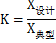 K = X设计 / X典型